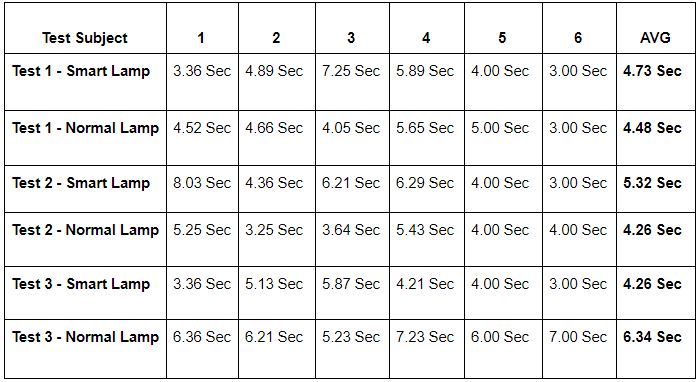 Test Subject 1 2 3 4 5 6 AVG
Test 1 - Smart Lamp 3.36 Sec 4.89 Sec 7.25 Sec 5.89 Sec 4.00 Sec 3.00 Sec 4.73 Sec
Test 1 - Normal Lamp 4.52 Sec 4.66 Sec 4.05 Sec 5.65 Sec 5.00 Sec 3.00 Sec 4.48 Sec
Test 2 - Smart Lamp 8.03 Sec 4.36 Sec 6.21 Sec 6.29 Sec 4.00 Sec 3.00 Sec 5.32 Sec
Test 2 - Normal Lamp 5.25 Sec 3.25 Sec 3.64 Sec 5.43 Sec 4.00 Sec 4.00 Sec 4.26 Sec
Test 3 - Smart Lamp 3.36 Sec 5.13 Sec 5.87 Sec 4.21 Sec 4.00 Sec 3.00 Sec 4.26 Sec
Test 3 - Normal Lamp 6.36 Sec 6.21 Sec 5.23 Sec 7.23 Sec 6.00 Sec 7.00 Sec 6.34 Sec